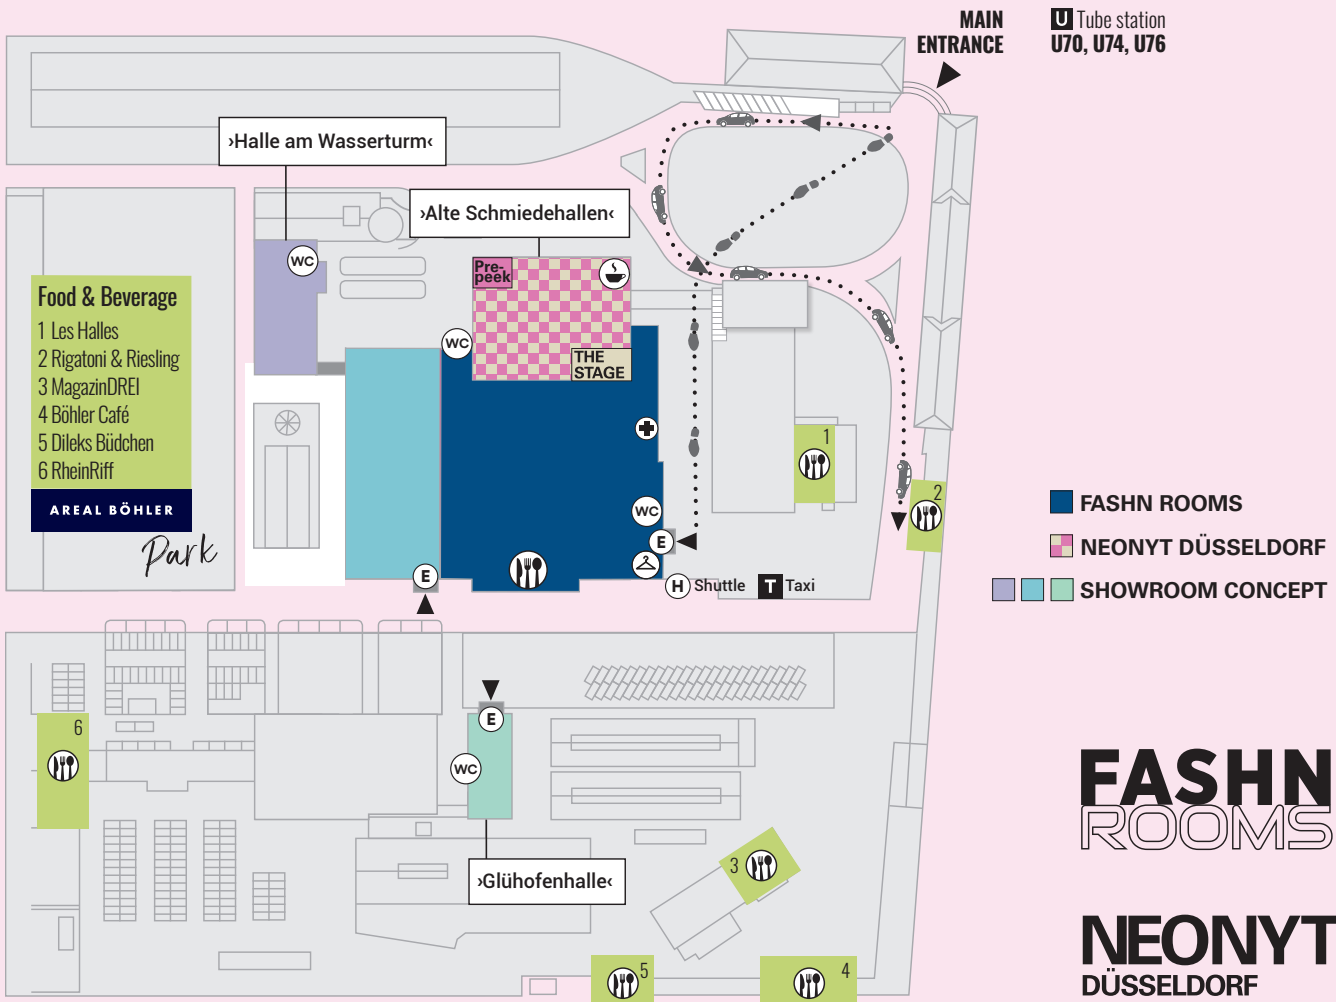 MAIN
ENTRANCE
U Tube station
U70, U74, U76
›Halle am Wasserturm‹
›Alte Schmiedehallen‹
WC
Pre-
peek
Food & Beverage
1 Les Halles
2 Rigatoni & Riesling
3 MagazinDREI
4 Böhler Café
5 Dileks Büdchen
6 RheinRiff
AREAL BÖHLER
Park
WC
THE
STAGE
1
2
WC
E
E
H Shuttle T Taxi
FASHN ROOMS
NEONYT DÜSSELDORF
SHOWROOM CONCEPT
E
WC
6
›Glühofenhalle‹
3
5
4
FASHN
ROOMS
NEONYT
DÜSSELDORF